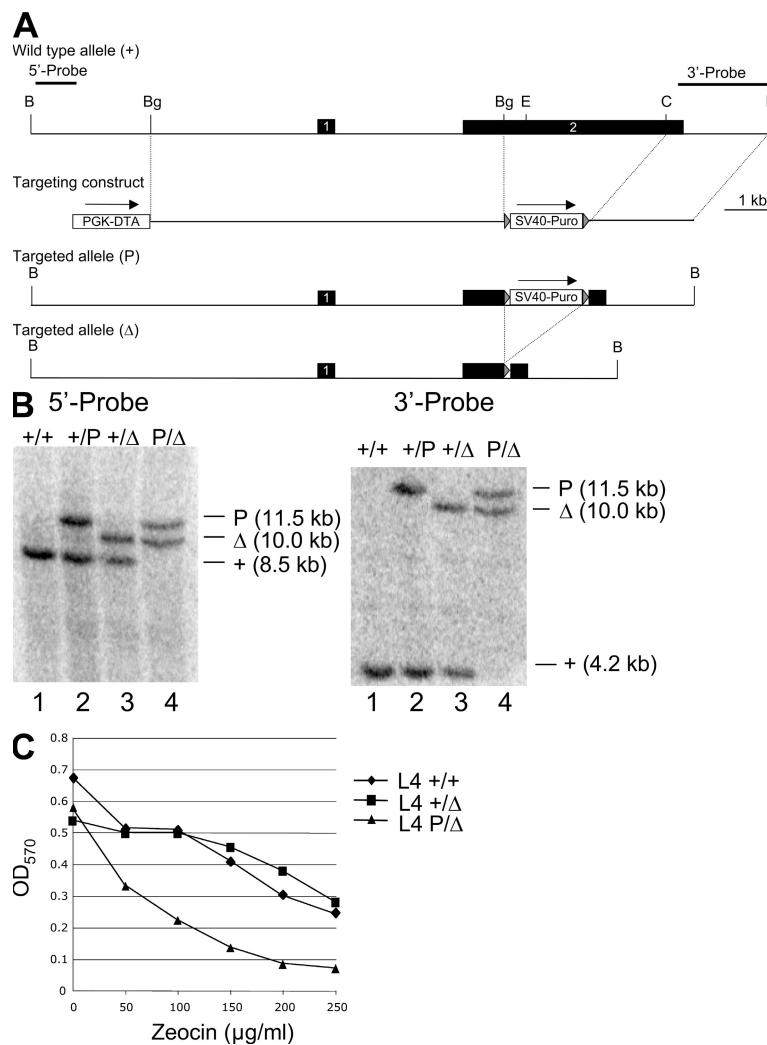 A
Wild type allele (+)
5'-Probe
3'-Probe
B Bg Bg E C
1 2
Targeting construct
PGK-DTA SV40-Puro
1 kb
Targeted allele (P)
B B
1 SV40-Puro
Targeted allele (Δ)
B B
1
B 5'-Probe 3'-Probe
+/+ +/P +/Δ P/Δ
P (11.5 kb)
Δ (10.0 kb)
+ (8.5 kb)
1 2 3 4
+/+ +/P +/Δ P/Δ
P (11.5 kb)
Δ (10.0 kb)
+ (4.2 kb)
1 2 3 4
C
0.8
0.7
0.6
0.5
0.4
0.3
0.2
0.1
0
OD570
0 50 100 150 200 250
Zeocin (µg/ml)
L4 +/+
L4 +/Δ
L4 P/Δ